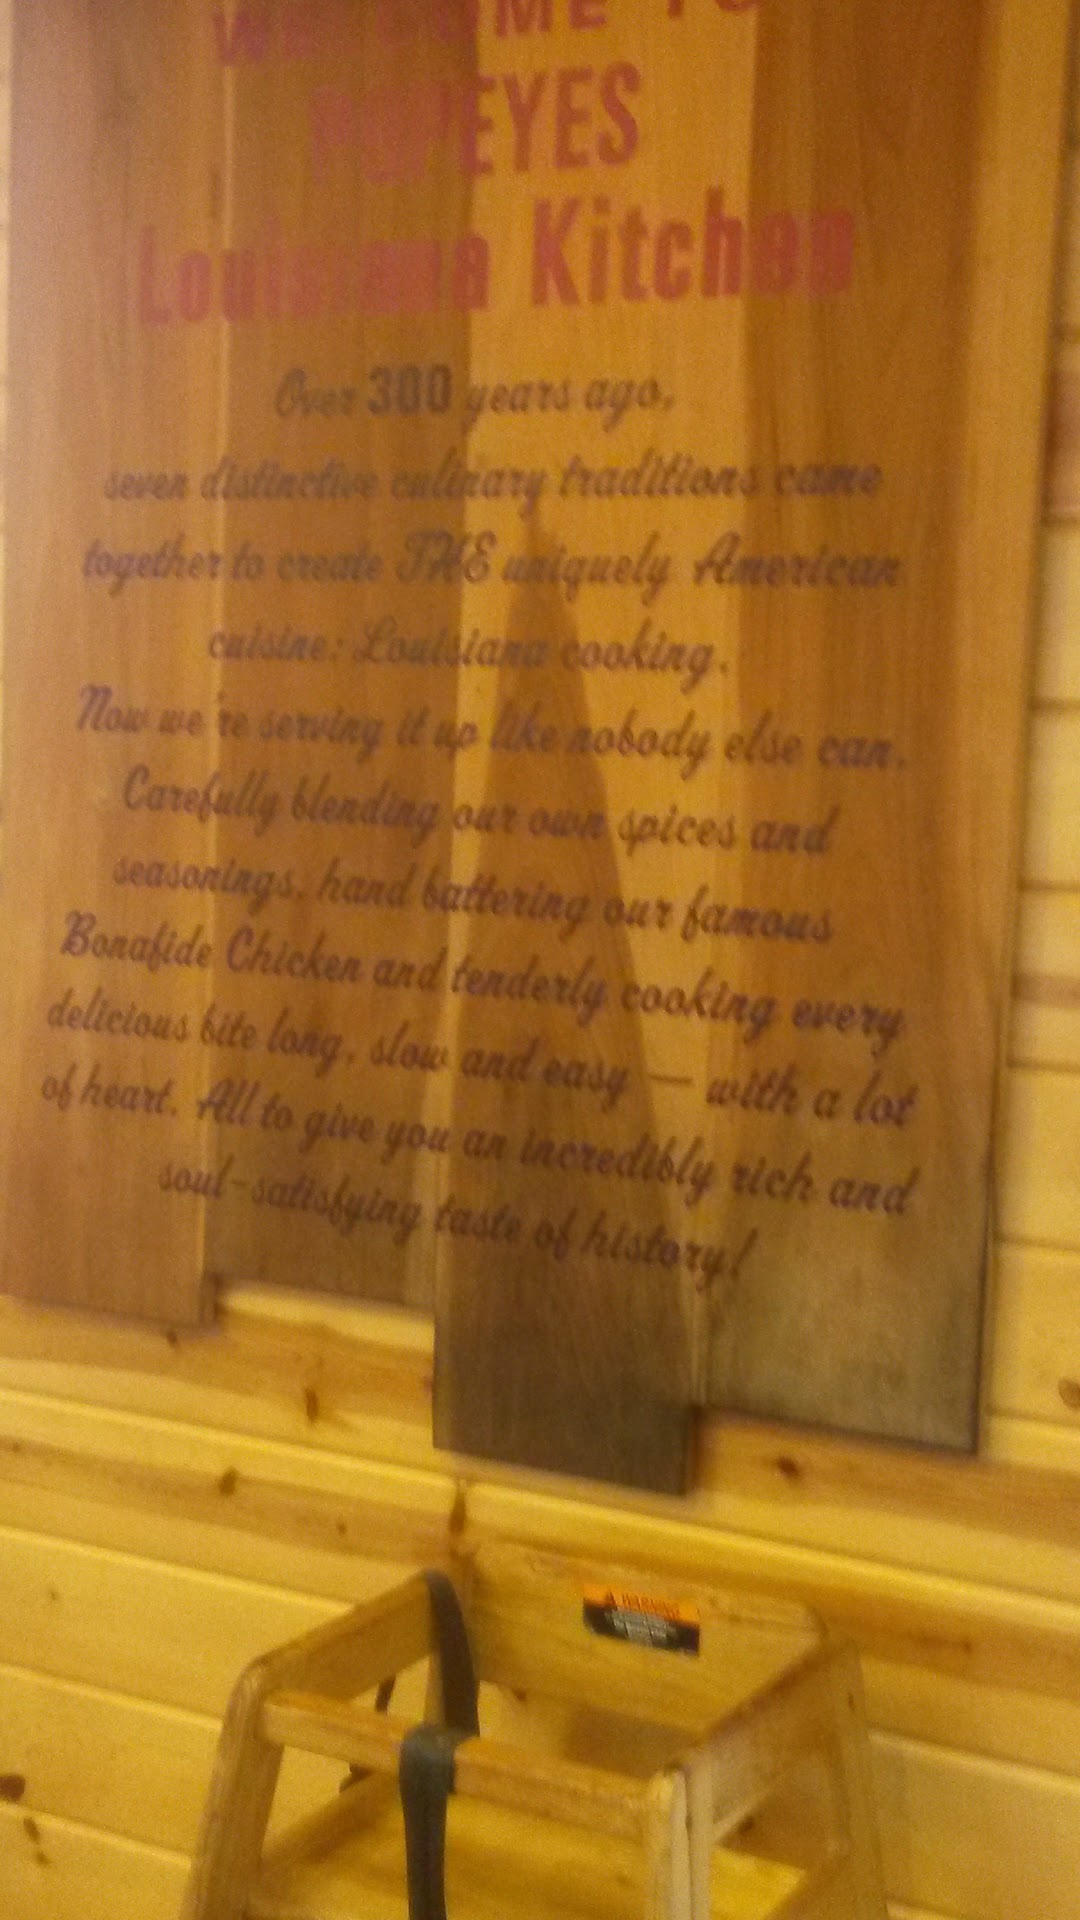 WELCOME TO
POPEYES
Louisiana Kitchen
Over 300 years ago,
seven distinctive culinary traditions came
together to create THE uniquely American
cuisine: Louisiana cooking.
Now we're serving it up like nobody else can.
Carefully blending our own spices and
seasonings, hand battering our famous
Bonafide Chicken and tenderly cooking every
delicious bite long, slow and easy — with a lot
of heart. All to give you an incredibly rich and
soul-satisfying taste of history!
WARNING